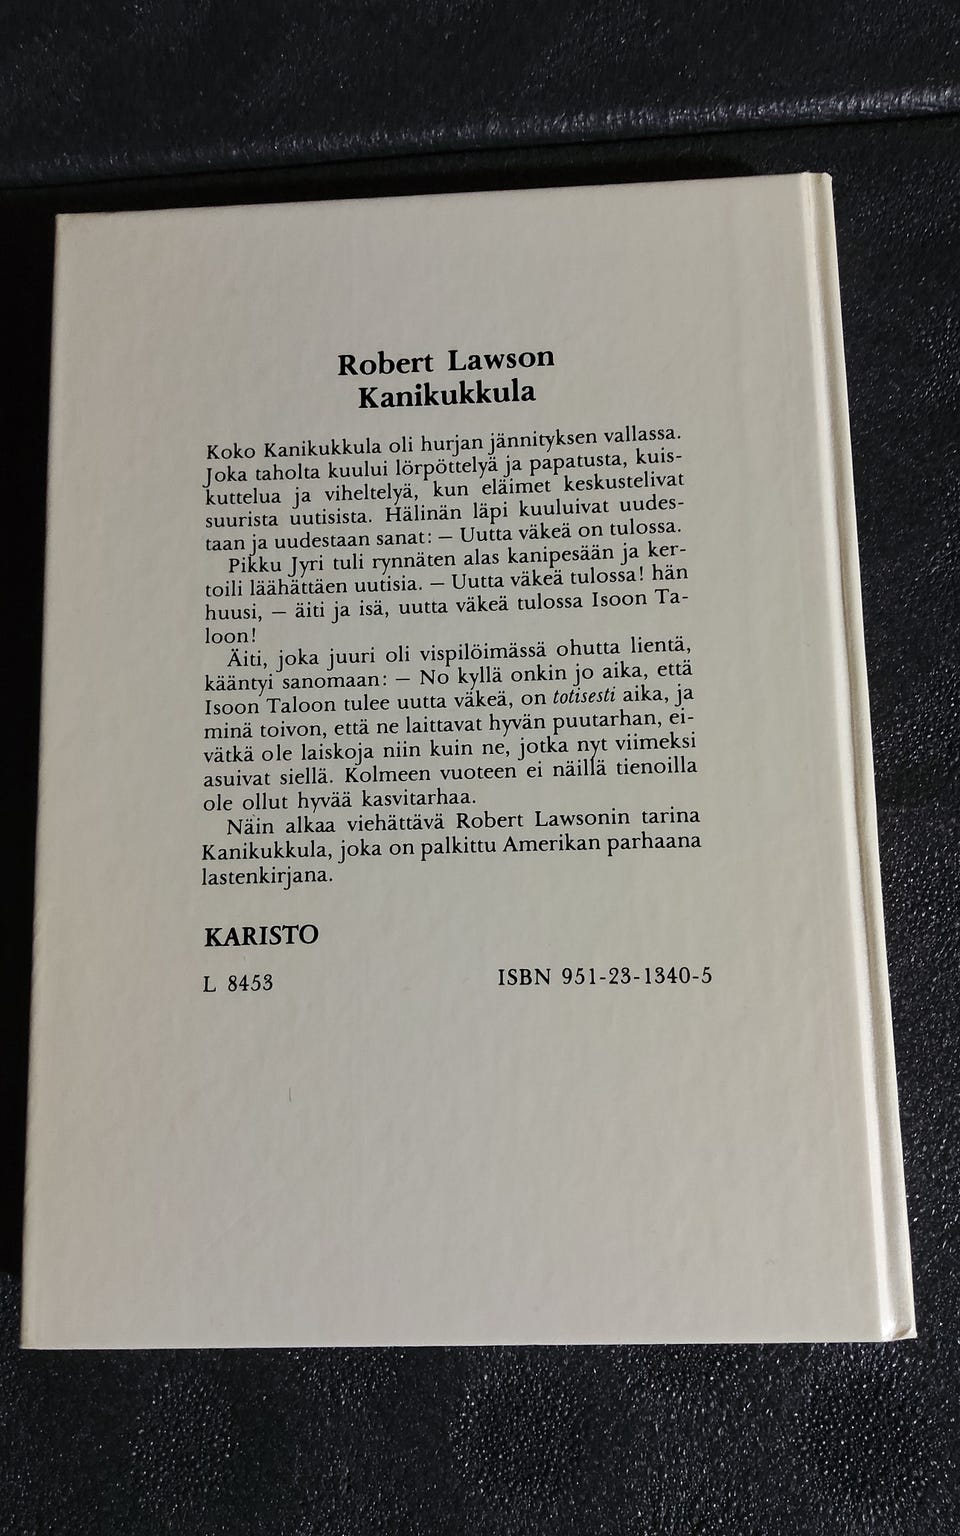 Robert Lawson
Kanikukkula
Koko Kanikukkula oli hurjan jännityksen vallassa.
Joka taholta kuului lörpöttelyä ja papatusta, kuis-
kuttelua ja viheltelyä, kun eläimet keskustelivat
suurista uutisista. Hälinän läpi kuuluivat uudes-
taan ja uudestaan sanat: — Uutta väkeä on tulossa.
Pikku Jyri tuli rynnäten alas kanipesään ja ker-
toili läähättäen uutisia. — Uutta väkeä tulossa! hän
huusi, — äiti ja isä, uutta väkeä tulossa Isoon Ta-
loon!
Äiti, joka juuri oli vispilöimässä ohutta lientä,
kääntyi sanomaan: — No kyllä onkin jo aika, että
Isoon Taloon tulee uutta väkeä, on totisesti aika, ja
minä toivon, että ne laittavat hyvän puutarhan, ei-
vätkä ole laiskoja niin kuin ne, jotka nyt viimeksi
asuivat siellä. Kolmeen vuoteen ei näillä tienoilla
ole ollut hyvää kasvitarhaa.
Näin alkaa viehättävä Robert Lawsonin tarina
Kanikukkula, joka on palkittu Amerikan parhaana
lastenkirjana.
KARISTO
L 8453 ISBN 951-23-1340-5